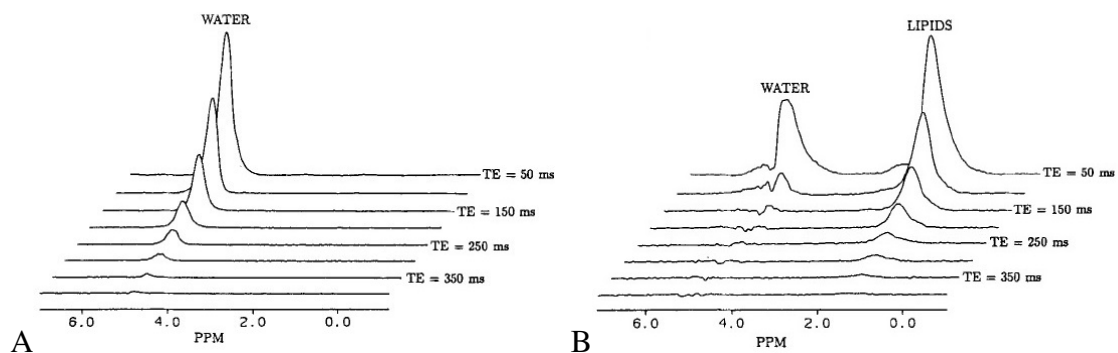 WATER
TE = 50 ms
TE = 150 ms
TE = 250 ms
TE = 350 ms
6.0 4.0 2.0 0.0
PPM
A
LIPIDS
WATER
TE = 50 ms
TE = 150 ms
TE = 250 ms
TE = 350 ms
6.0 4.0 2.0 0.0
PPM
B